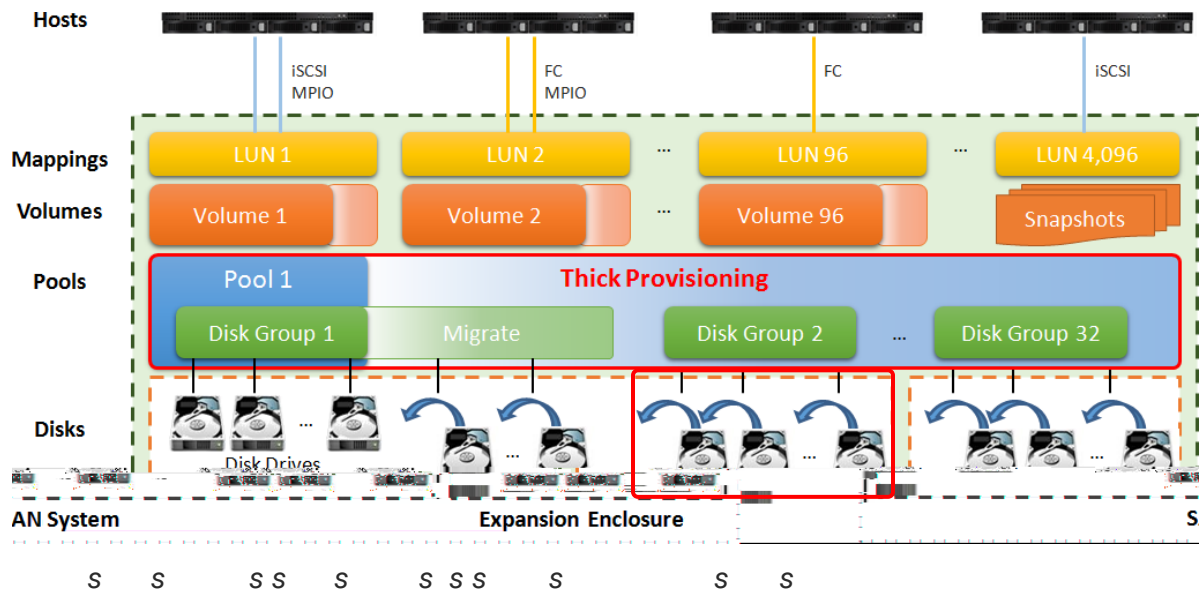 Hosts
iSCSI
MPIO
FC
MPIO
FC
iSCSI
Mappings
LUN 1
LUN 2
...
LUN 96
...
LUN 4,096
Volumes
Volume 1
Volume 2
...
Volume 96
Snapshots
Pools
Pool 1
Thick Provisioning
Disk Group 1
Migrate
Disk Group 2
...
Disk Group 32
Disks
...
...
...
...
Disk Drives
AN System
Expansion Enclosure
S
S S S S S S S S S S S